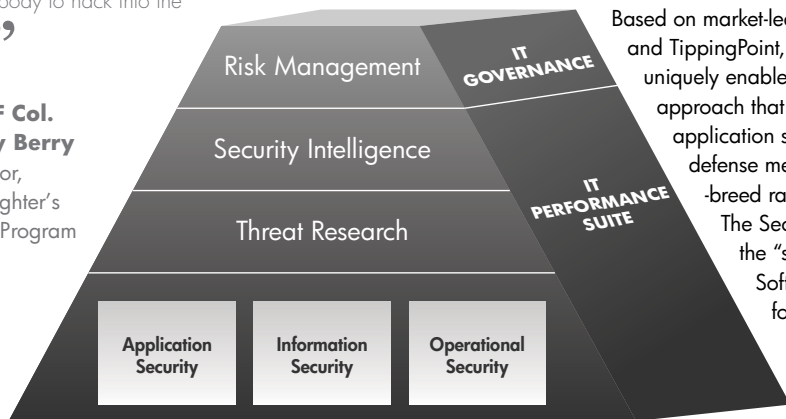 body to hack into the
”
F Col.
y Berry
or,
ghter’s
Program
Risk Management
Security Intelligence
Threat Research
Application
Security
Information
Security
Operational
Security
IT
GOVERNANCE
IT
PERFORMANCE
SUITE
Based on market-lea
and TippingPoint,
uniquely enable
approach that
application s
defense me
-breed ra
The Sec
the “s
Soft
fo